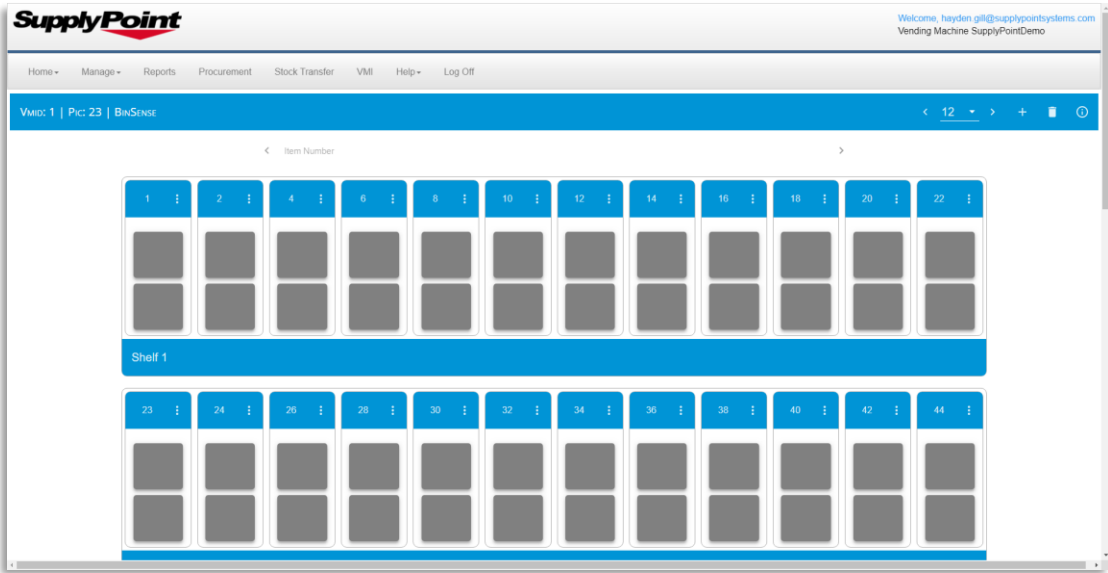 SupplyPoint
Welcome, hayden.gill@supplypointsystems.com
Vending Machine SupplyPointDemo
Home Manage Reports Procurement Stock Transfer VMI Help Log Off
Vmid: 1 | Pic: 23 | BinSense
12
Item Number
1 2 4 6 8 10 12 14 16 18 20 22
Shelf 1
23 24 26 28 30 32 34 36 38 40 42 44